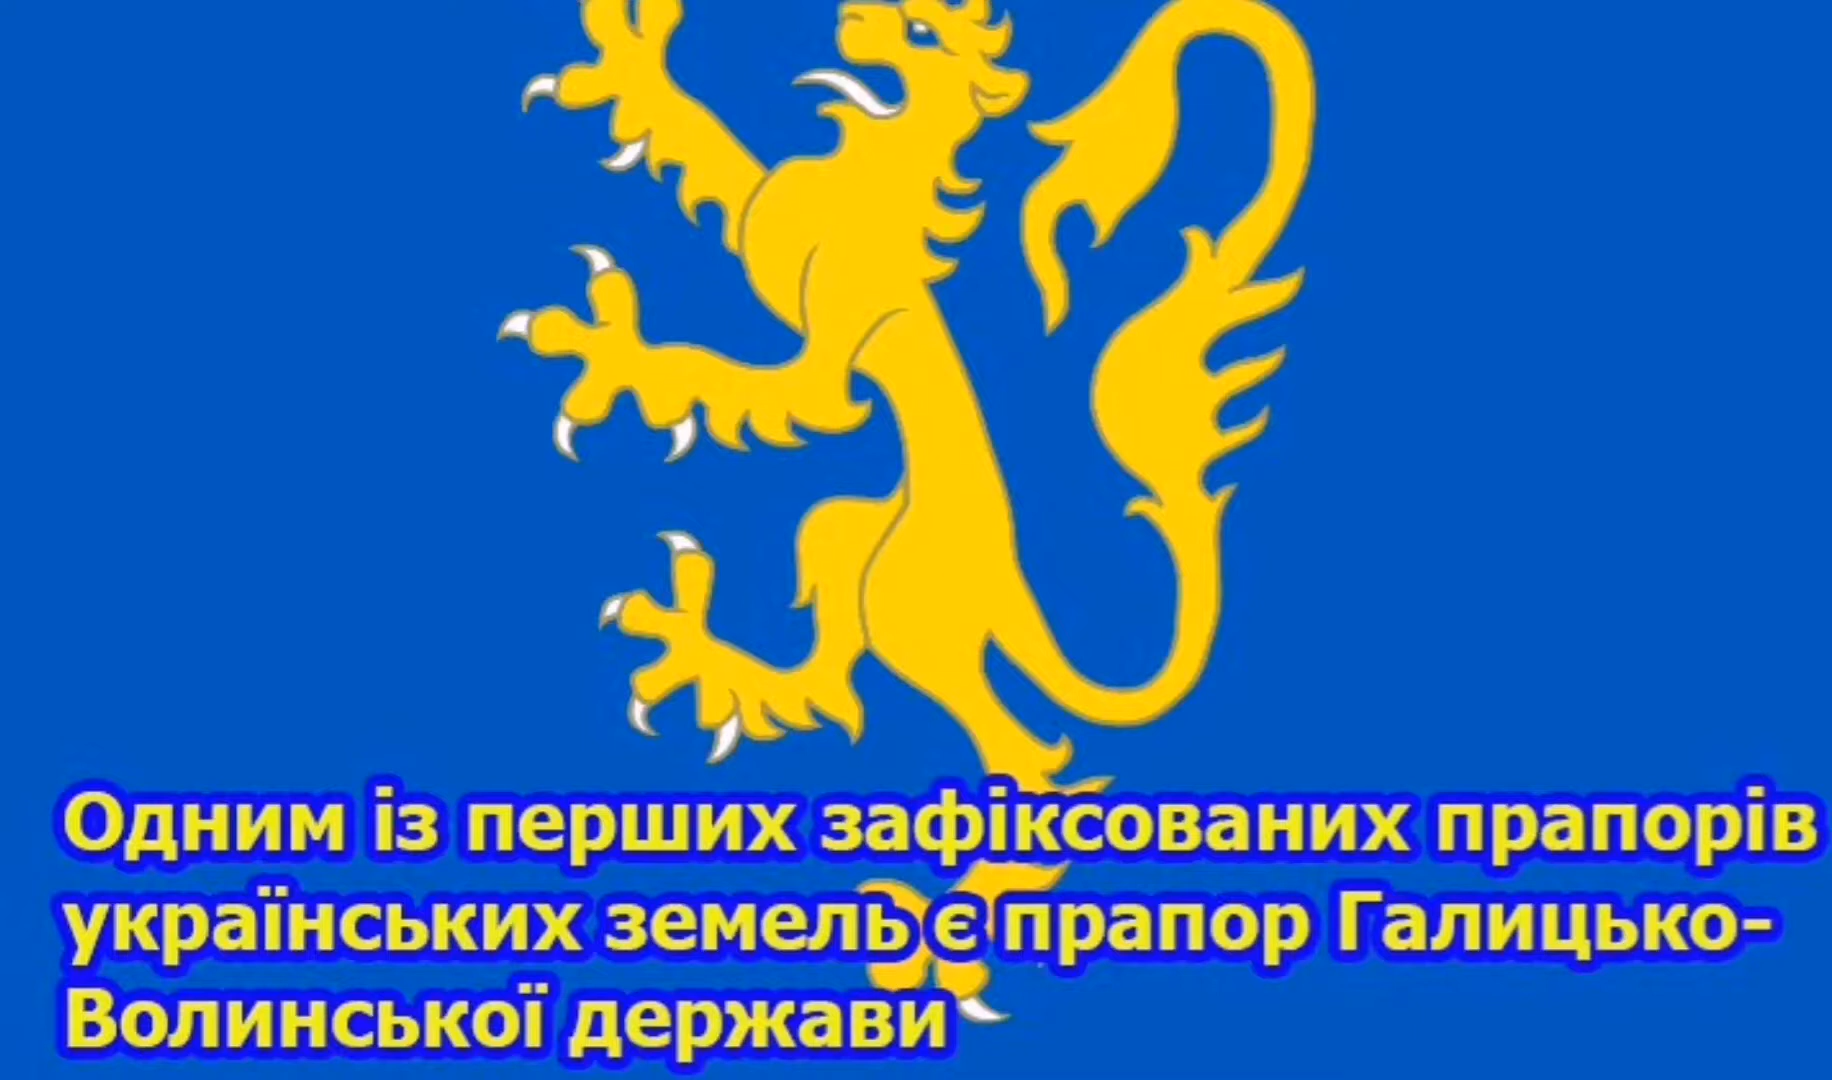 Одним із перших зафіксованих прапорів
українських земель є прапор Галицько-
Волинської держави